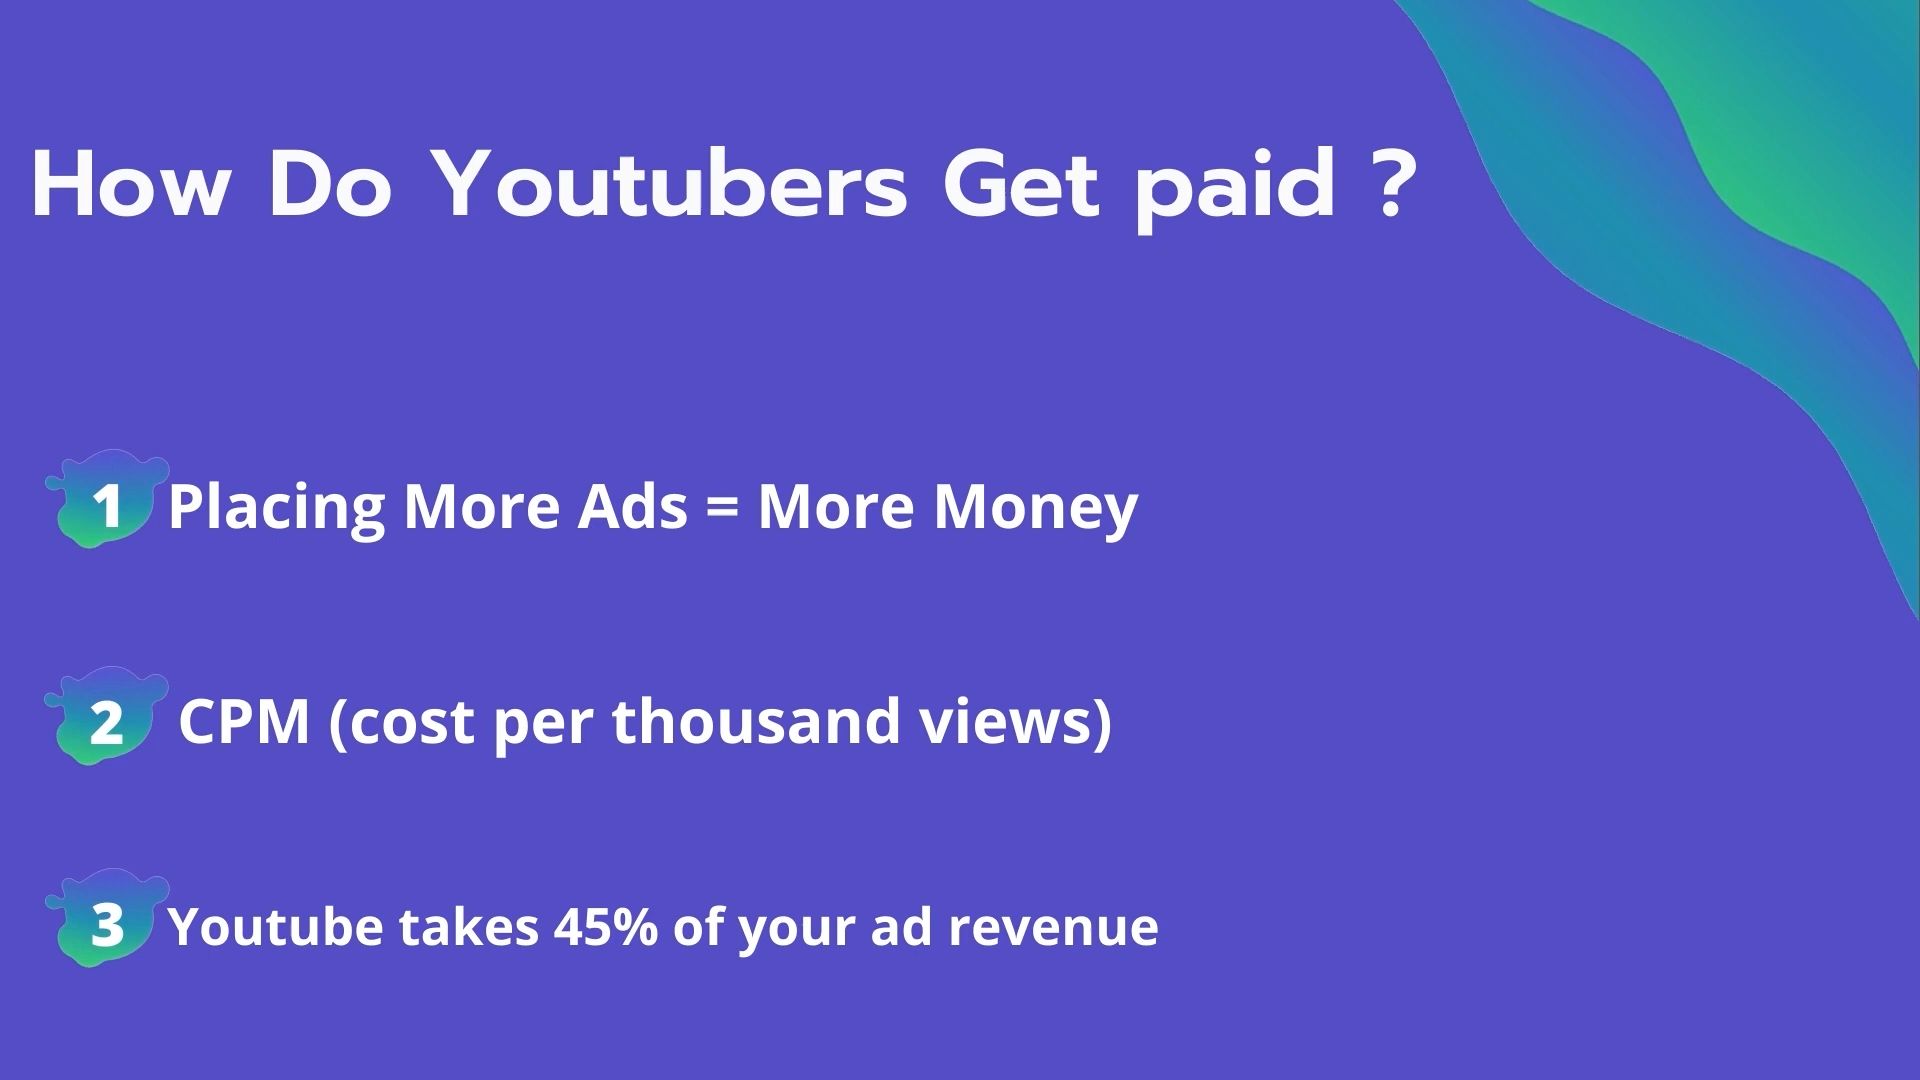 How Do Youtubers Get paid ?
1 Placing More Ads = More Money
2 CPM (cost per thousand views)
3 Youtube takes 45% of your ad revenue